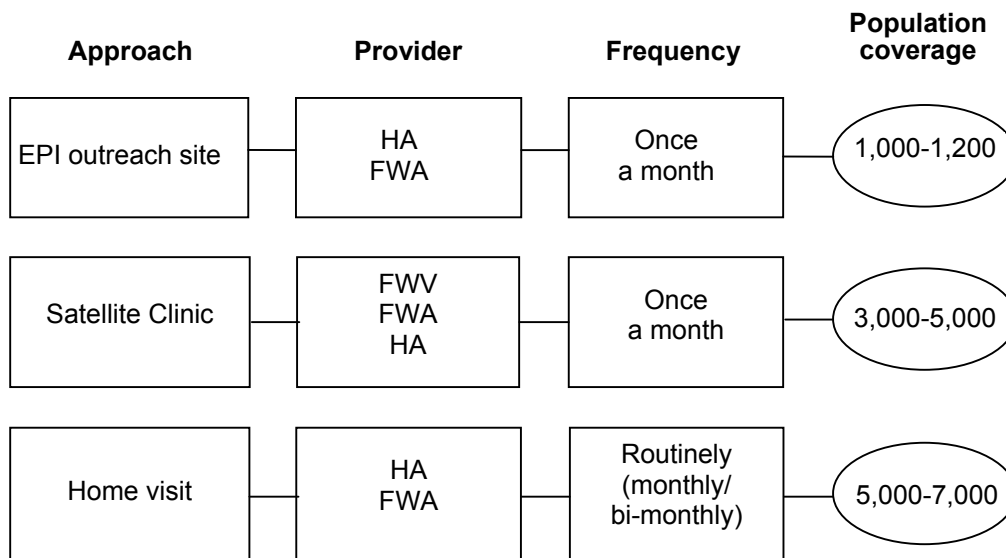 Approach
Provider
Frequency
Population
coverage
EPI outreach site
HA
FWA
Once
a month
1,000-1,200
Satellite Clinic
FWV
FWA
HA
Once
a month
3,000-5,000
Home visit
HA
FWA
Routinely
(monthly/
bi-monthly)
5,000-7,000